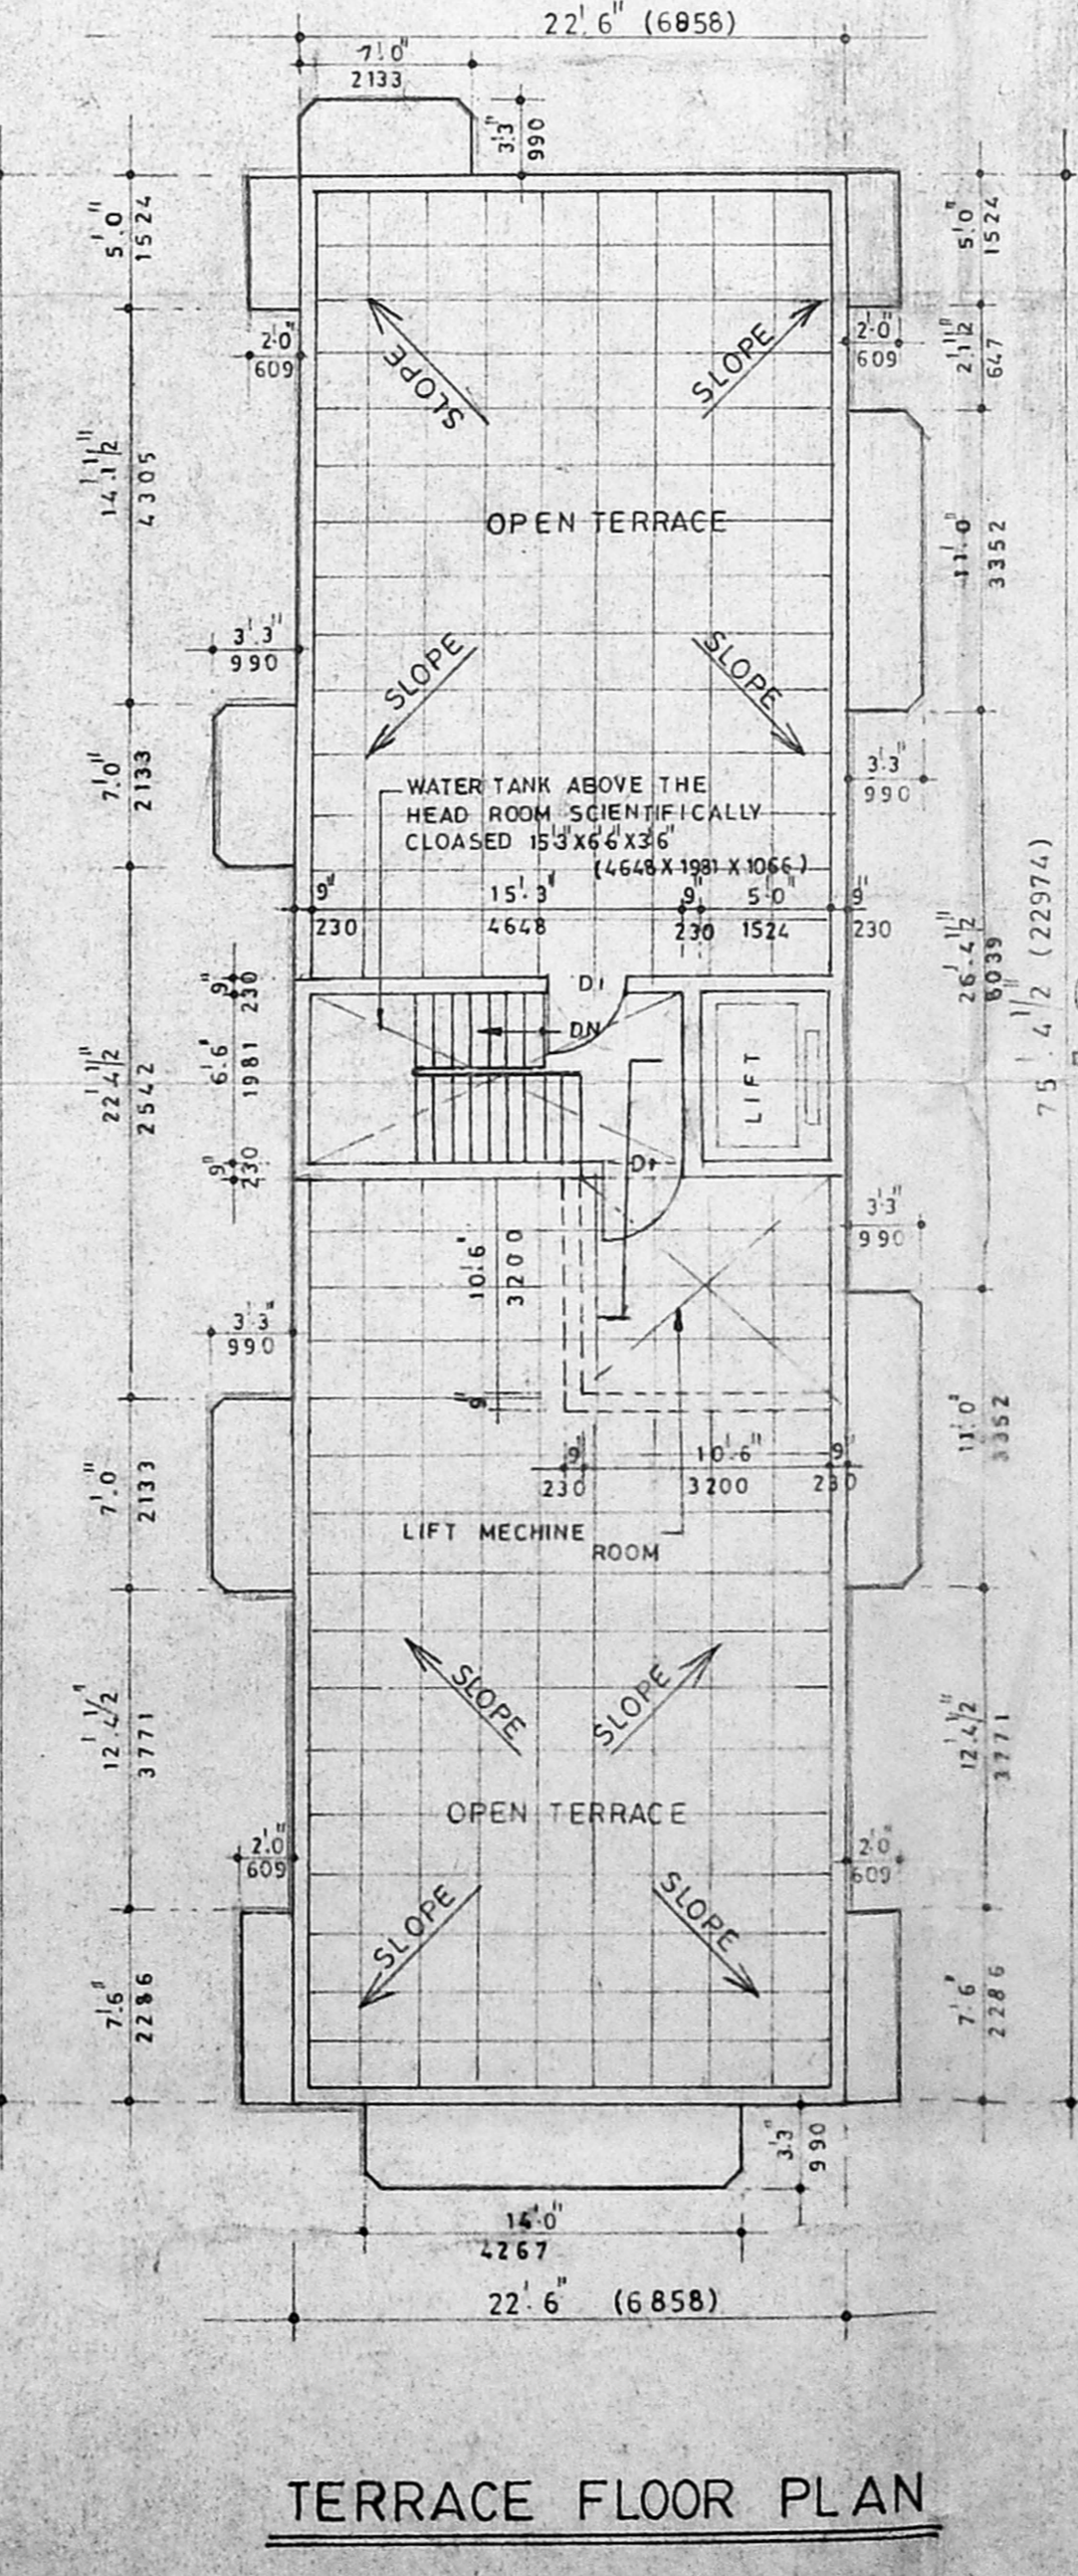 22'.6" (6858)
7'.0"
2133
3'.3"
990
5'.0"
1524
5'.0"
1524
2'.0"
609
2'.0"
609
2'.11 1/2"
647
SLOPE
SLOPE
14'.1 1/2"
4305
OPEN TERRACE
11'.0"
3352
3'.3"
990
SLOPE
SLOPE
7'.0"
2133
3'.3"
990
WATER TANK ABOVE THE
HEAD ROOM SCIENTIFICALLY
CLOASED 15'.3"X6'.6"X3'.6"
(4648 X 1981 X 1066)
9" 15'.3" 9" 5'.0" 9"
230 4648 230 1524 230
26'.4 1/2"
8039
75'.4 1/2" (22974)
9"
230
D1
DN
LIFT
22'.4 1/2"
2542
6'.6"
1981
9"
230
D1
3'.3"
990
10'.6"
3200
3'.3"
990
9"
9" 10'.6" 9"
230 3200 230
11'.0"
3352
7'.0"
2133
LIFT MECHINE
ROOM
SLOPE
SLOPE
12'.4 1/2"
3771
12'.4 1/2"
3771
OPEN TERRACE
2'.0"
609
2'.0"
609
SLOPE
SLOPE
7'.6"
2286
7'.6"
2286
3'.3"
990
14'.0"
4267
22'.6" (6858)
TERRACE FLOOR PLAN